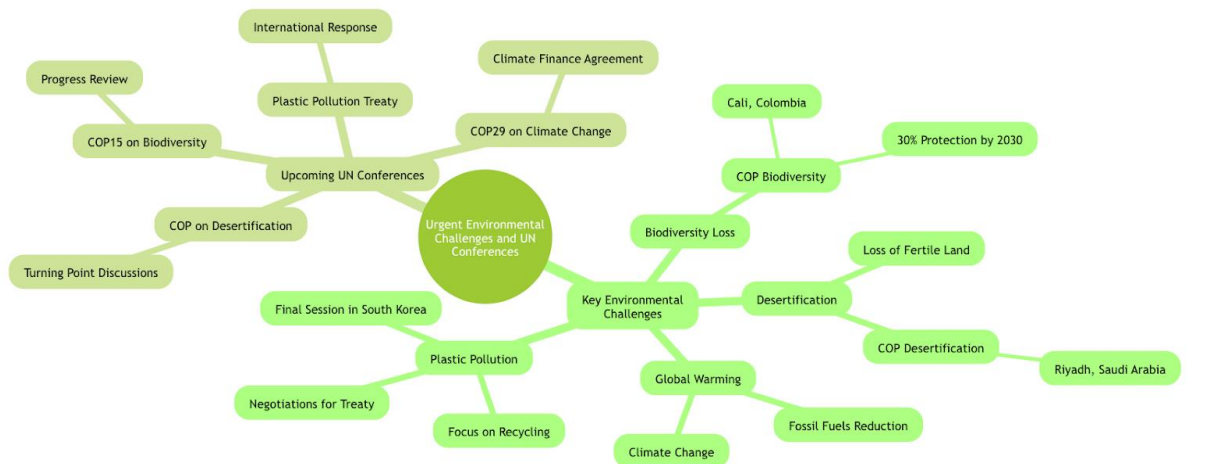 International Response
Climate Finance Agreement
Progress Review
Plastic Pollution Treaty
COP29 on Climate Change
COP15 on Biodiversity
Upcoming UN Conferences
COP on Desertification
Turning Point Discussions
Urgent Environmental
Challenges and UN
Conferences
Cali, Colombia
30% Protection by 2030
COP Biodiversity
Biodiversity Loss
Loss of Fertile Land
Key Environmental
Challenges
Desertification
COP Desertification
Riyadh, Saudi Arabia
Final Session in South Korea
Plastic Pollution
Negotiations for Treaty
Focus on Recycling
Global Warming
Fossil Fuels Reduction
Climate Change